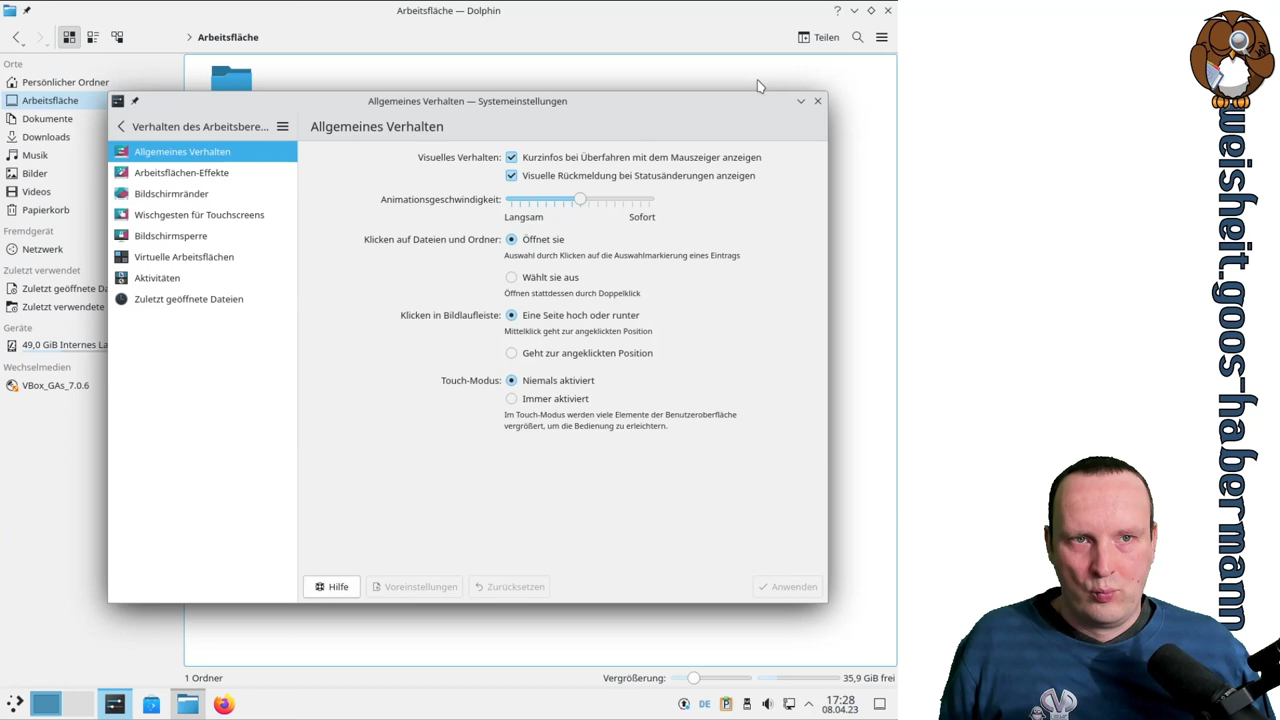 Arbeitsfläche — Dolphin
Arbeitsfläche
Teilen
Orte
Persönlicher Ordner
Arbeitsfläche
Dokumente
Downloads
Musik
Bilder
Videos
Papierkorb
Fremdgerät
Netzwerk
Zuletzt verwendet
Zuletzt geöffnete Da
Zuletzt verwendete
Geräte
49,0 GiB Internes La
Wechselmedien
VBox_GAs_7.0.6
Allgemeines Verhalten — Systemeinstellungen
Verhalten des Arbeitsbere...
Allgemeines Verhalten
Allgemeines Verhalten
Arbeitsflächen-Effekte
Bildschirmränder
Wischgesten für Touchscreens
Bildschirmsperre
Virtuelle Arbeitsflächen
Aktivitäten
Zuletzt geöffnete Dateien
Visuelles Verhalten: Kurzinfos bei Überfahren mit dem Mauszeiger anzeigen
Visuelle Rückmeldung bei Statusänderungen anzeigen
Animationsgeschwindigkeit:
Langsam Sofort
Klicken auf Dateien und Ordner: Öffnet sie
Auswahl durch Klicken auf die Auswahlmarkierung eines Eintrags
Wählt sie aus
Öffnen stattdessen durch Doppelklick
Klicken in Bildlaufleiste: Eine Seite hoch oder runter
Mittelklick geht zur angeklickten Position
Geht zur angeklickten Position
Touch-Modus: Niemals aktiviert
Immer aktiviert
Im Touch-Modus werden viele Elemente der Benutzeroberfläche
vergrößert, um die Bedienung zu erleichtern.
Hilfe
Voreinstellungen
Zurücksetzen
Anwenden
1 Ordner
Vergrößerung:
35,9 GiB frei
DE
17:28
08.04.23
weisheit.goos-habermann